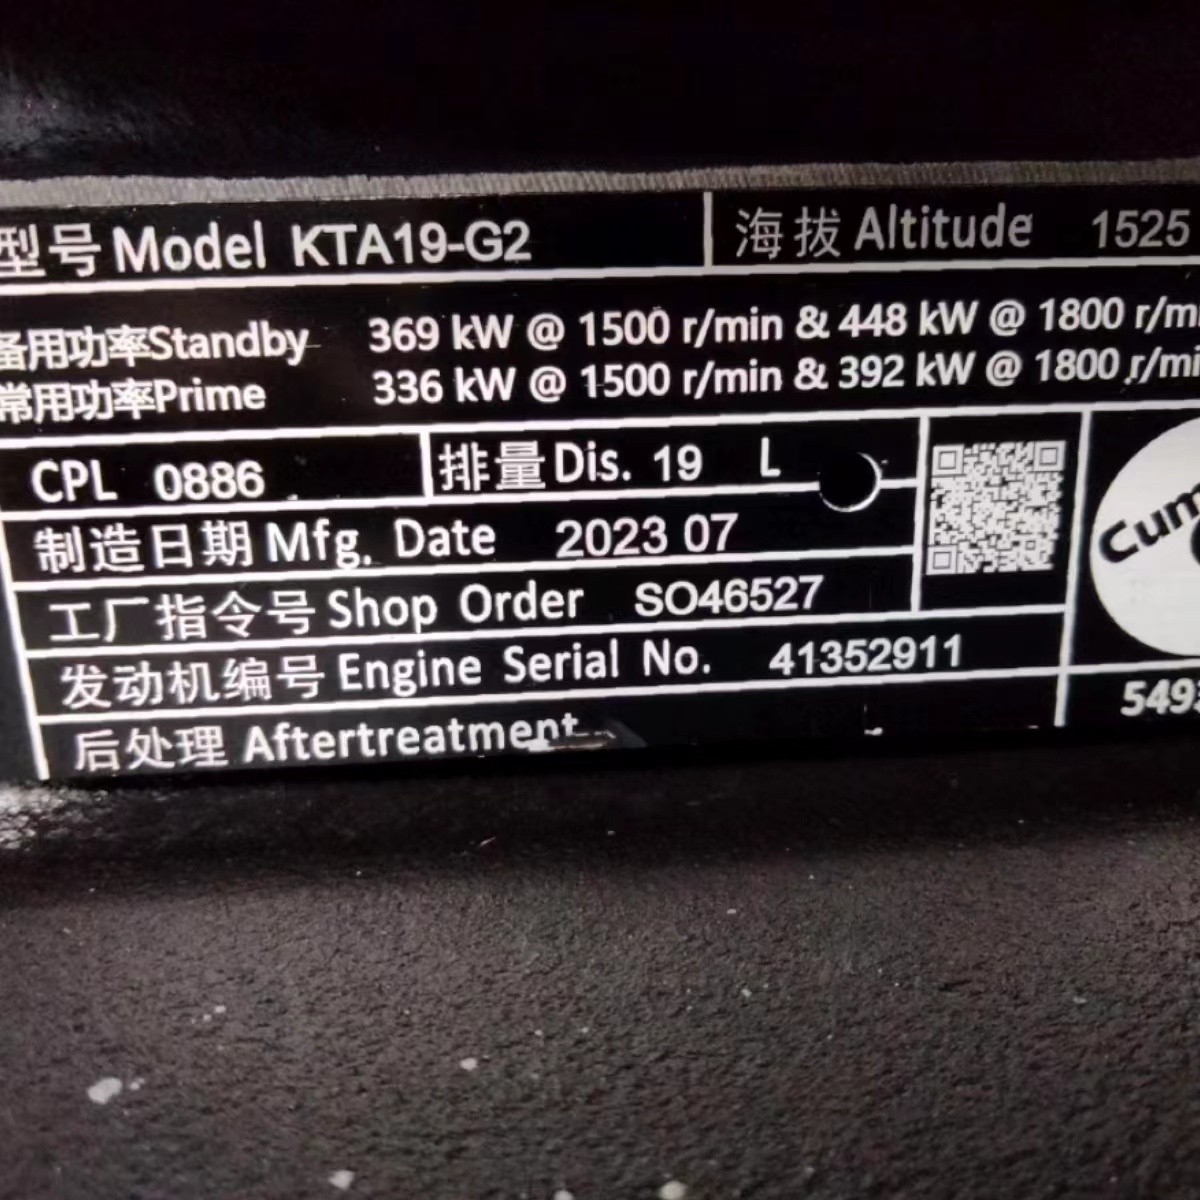 型号 Model KTA19-G2 海拔 Altitude 1525
备用功率Standby 369 kW @ 1500 r/min & 448 kW @ 1800 r/m
常用功率Prime 336 kW @ 1500 r/min & 392 kW @ 1800 r/mi
CPL 0886 排量 Dis. 19 L
制造日期 Mfg. Date 2023 07
工厂指令号 Shop Order SO46527
发动机编号 Engine Serial No. 41352911
后处理 Aftertreatment
Cum
549